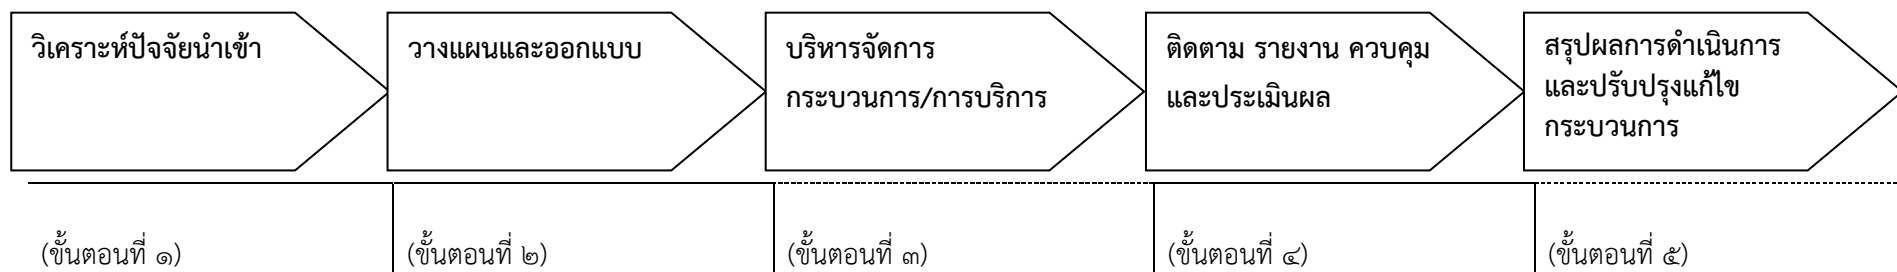 วิเคราะห์ปัจจัยนำเข้า
วางแผนและออกแบบ
บริหารจัดการ
กระบวนการ/การบริการ
ติดตาม รายงาน ควบคุม
และประเมินผล
สรุปผลการดำเนินการ
และปรับปรุงแก้ไข
กระบวนการ
(ขั้นตอนที่ ๑)
(ขั้นตอนที่ ๒)
(ขั้นตอนที่ ๓)
(ขั้นตอนที่ ๔)
(ขั้นตอนที่ ๕)